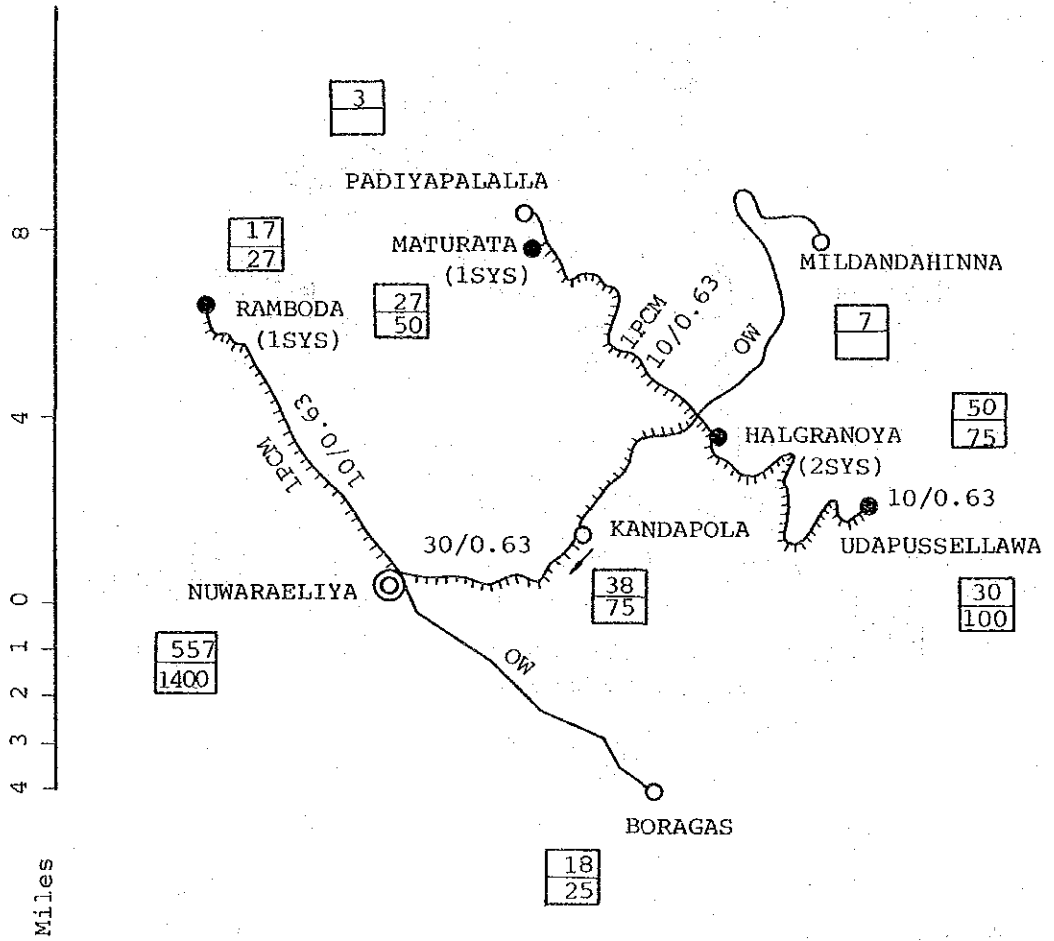 3
PADIYAPALALLA
8
17
27
MATURATA
(1SYS)
MILDANDAHINNA
RAMBODA
(1SYS)
27
50
1PCM
10/0.63
OW
7
4
50
75
HALGRANOYA
(2SYS)
1PCM
10/0.63
10/0.63
UDAPUSSELLAWA
30/0.63
KANDAPOLA
NUWARAELIYA
38
75
30
100
0
557
1400
1
2
3
4
OW
BORAGAS
18
25
Miles